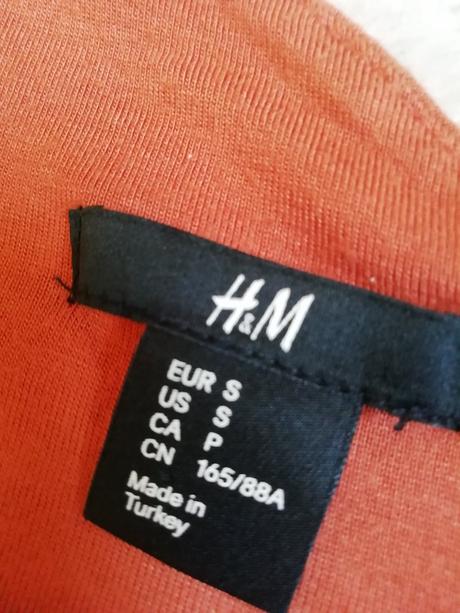 H&M
EUR S
US S
CA P
CN 165/88A
Made in
Turkey